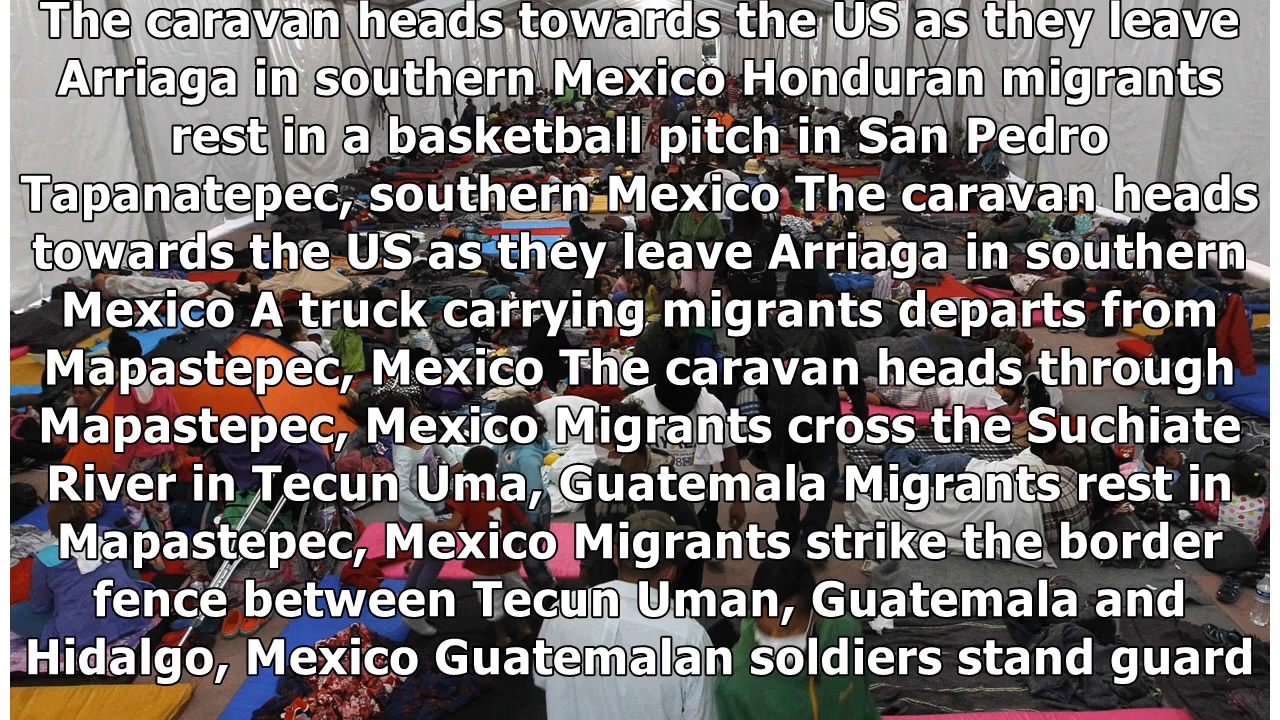 The caravan heads towards the US as they leave
Arriaga in southern Mexico Honduran migrants
rest in a basketball pitch in San Pedro
Tapanatepec, southern Mexico The caravan heads
towards the US as they leave Arriaga in southern
Mexico A truck carrying migrants departs from
Mapastepec, Mexico The caravan heads through
Mapastepec, Mexico Migrants cross the Suchiate
River in Tecun Uma, Guatemala Migrants rest in
Mapastepec, Mexico Migrants strike the border
fence between Tecun Uman, Guatemala and
Hidalgo, Mexico Guatemalan soldiers stand guard